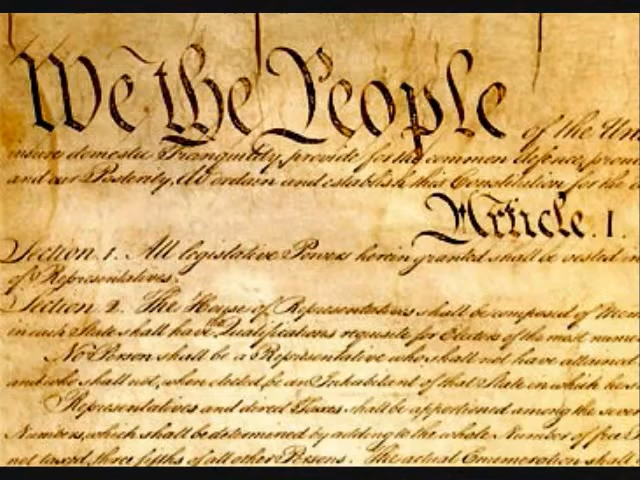 We the People of the Un
insure domestic Tranquility, provide for the common defence, prom
and our Posterity, do ordain and establish this Constitution for the
Article. I.
Section. 1. All legislative Powers herein granted shall be vested in
of Representatives.
Section. 2. The House of Representatives shall be composed of Mem
in each State shall have the Qualifications requisite for Electors of the most nume
No Person shall be a Representative who shall not have attained
and who shall not, when elected, be an Inhabitant of that State in which he
Representatives and direct Taxes shall be apportioned among the seve
Numbers, which shall be determined by adding to the whole Number of free
not taxed, three fifths of all other Persons. The actual Enumeration shall